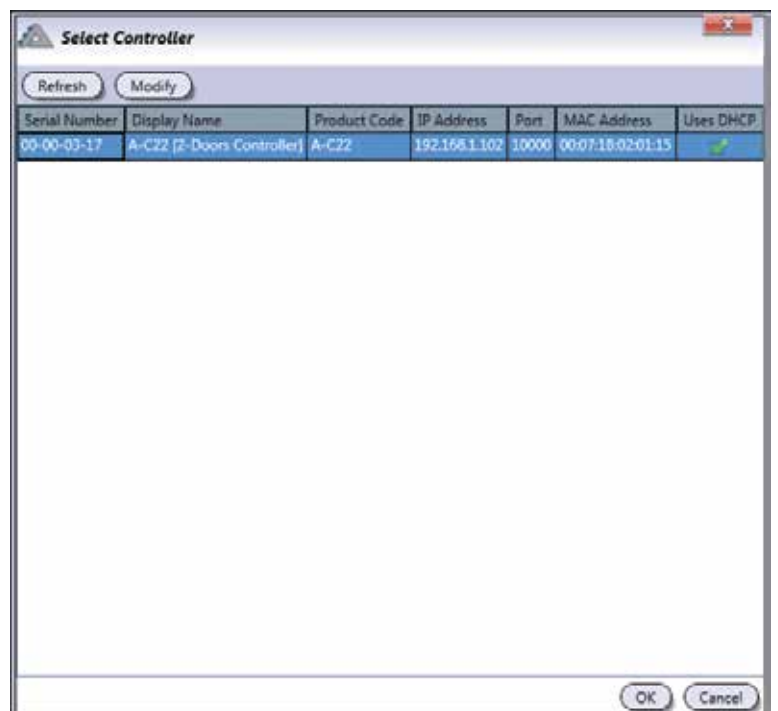 Select Controller
Refresh Modify
Serial Number Display Name Product Code IP Address Port MAC Address Uses DHCP
00-00-03-17 A-C22 [2-Doors Controller] A-C22 192.168.1.102 10000 00:07:18:02:01:15
OK Cancel